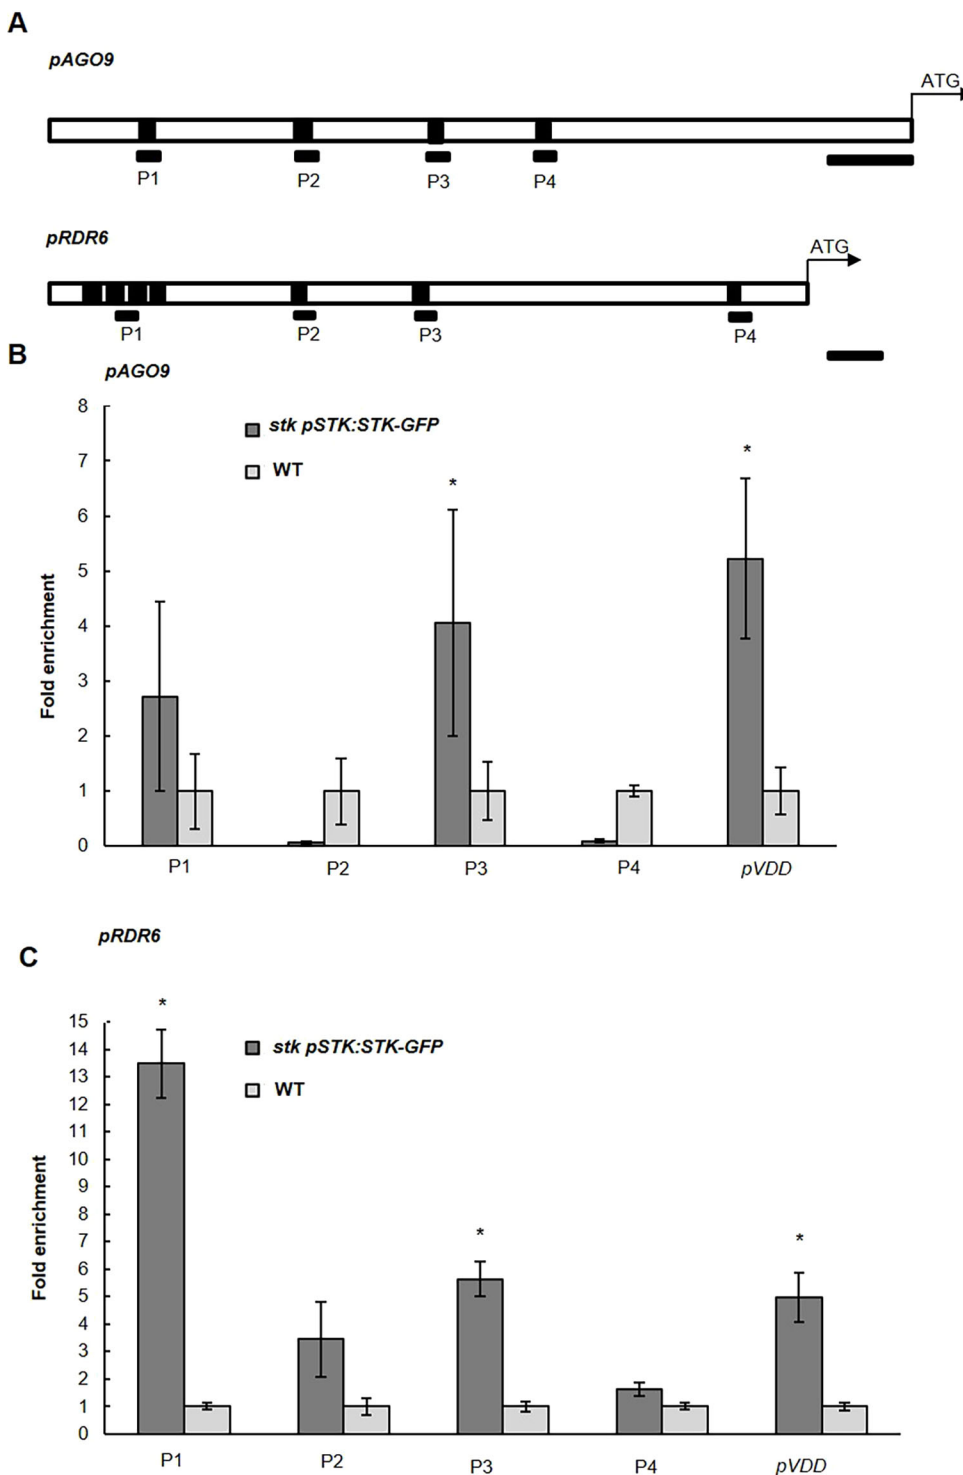 A
pAGO9
ATG
P1 P2 P3 P4
pRDR6
ATG
P1 P2 P3 P4
B
pAGO9
8
7
6
5
4
3
2
1
0
Fold enrichment
stk pSTK:STK-GFP
WT
*
*
P1 P2 P3 P4 pVDD
pRDR6
C
15
14
13
12
11
10
9
8
7
6
5
4
3
2
1
0
Fold enrichment
*
stk pSTK:STK-GFP
WT
*
*
P1 P2 P3 P4 pVDD